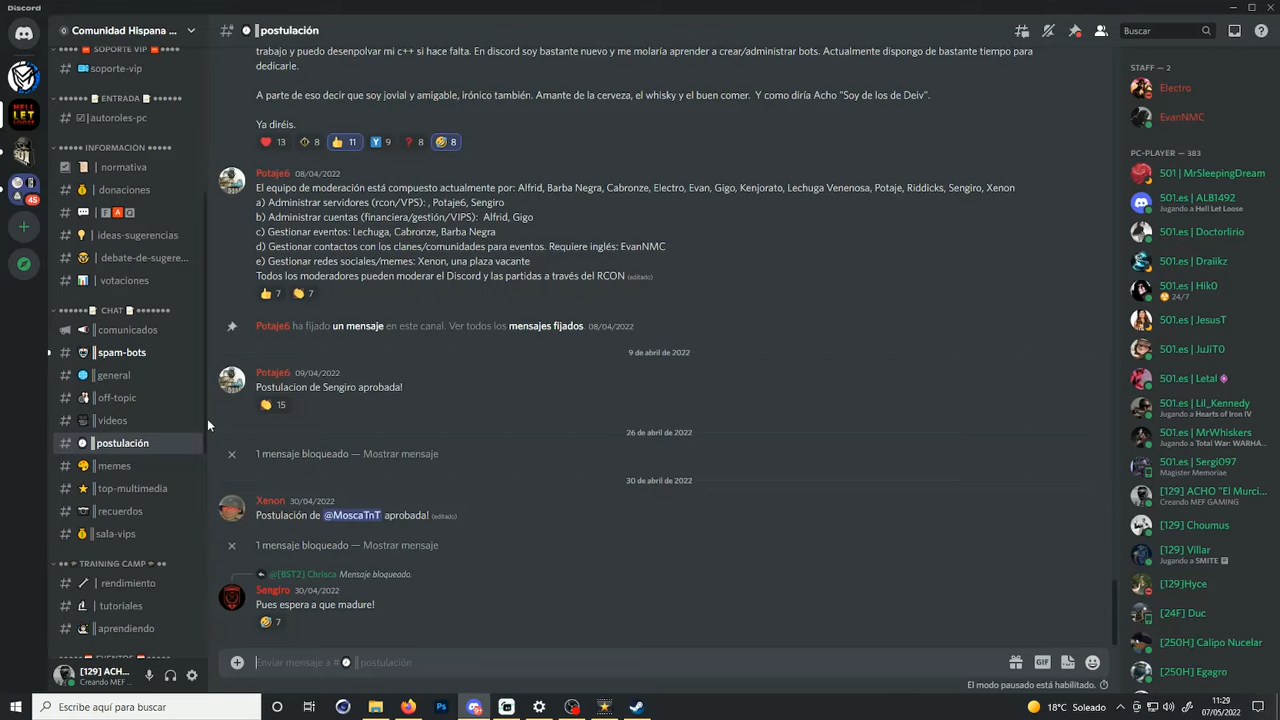 Discord
Comunidad Hispana ...
postulación
Buscar
SOPORTE VIP
soporte-vip
ENTRADA
autoroles-pc
INFORMACION
normativa
donaciones
F A Q
ideas-sugerencias
debate-de-sugere...
votaciones
CHAT
comunicados
spam-bots
general
off-topic
videos
postulación
memes
top-multimedia
recuerdos
sala-vips
TRAINING CAMP
rendimiento
tutoriales
aprendiendo
EVENTOS
45
[129] ACHO...
Creando MEF ...
trabajo y puedo desenpolvar mi c++ si hace falta. En discord soy bastante nuevo y me molaría aprender a crear/administrar bots. Actualmente dispongo de bastante tiempo para
dedicarle.
A parte de eso decir que soy jovial y amigable, irónico también. Amante de la cerveza, el whisky y el buen comer. Y como diría Acho "Soy de los de Deiv".
Ya diréis.
13 8 11 9 8 8
Potaje6 08/04/2022
El equipo de moderación está compuesto actualmente por: Alfrid, Barba Negra, Cabronze, Electro, Evan, Gigo, Kenjorato, Lechuga Venenosa, Potaje, Riddicks, Sengiro, Xenon
a) Administrar servidores (rcon/VPS): , Potaje6, Sengiro
b) Administrar cuentas (financiera/gestión/VIPS): Alfrid, Gigo
c) Gestionar eventos: Lechuga, Cabronze, Barba Negra
d) Gestionar contactos con los clanes/comunidades para eventos. Requiere inglés: EvanNMC
e) Gestionar redes sociales/memes: Xenon, una plaza vacante
Todos los moderadores pueden moderar el Discord y las partidas a través del RCON (editado)
7 7
Potaje6 ha fijado un mensaje en este canal. Ver todos los mensajes fijados. 08/04/2022
9 de abril de 2022
Potaje6 09/04/2022
Postulacion de Sengiro aprobada!
15
26 de abril de 2022
1 mensaje bloqueado — Mostrar mensaje
30 de abril de 2022
Xenon 30/04/2022
Postulación de @MoscaTnT aprobada! (editado)
1 mensaje bloqueado — Mostrar mensaje
@[BST2] Chrisca Mensaje bloqueado.
Sengiro 30/04/2022
Pues espera a que madure!
7
Enviar mensaje a # postulación
GIF
El modo pausado está habilitado.
STAFF — 2
Electro
EvanNMC
PC-PLAYER — 383
501 | MrSleepingDream
501.es | ALB1492
Jugando a Hell Let Loose
501.es | Doctorlirio
501.es | Draiikz
501.es | Hik0
24/7
501.es | JesusT
501.es | JuJiTO
501.es | Letal
501.es | Lil_Kennedy
Jugando a Hearts of Iron IV
501.es | MrWhiskers
Jugando a Total War: WARHA...
501.es | Sergi097
Magister Memoriae
[129] ACHO "El Murci...
Creando MEF GAMING
[129] Choumus
[129] Villar
Jugando a SMITE
[129]Hyce
[24F] Duc
[250H] Calipo Nucelar
[250H] Egagro
Escribe aquí para buscar
Ps
18°C Soleado
11:29
07/05/2022